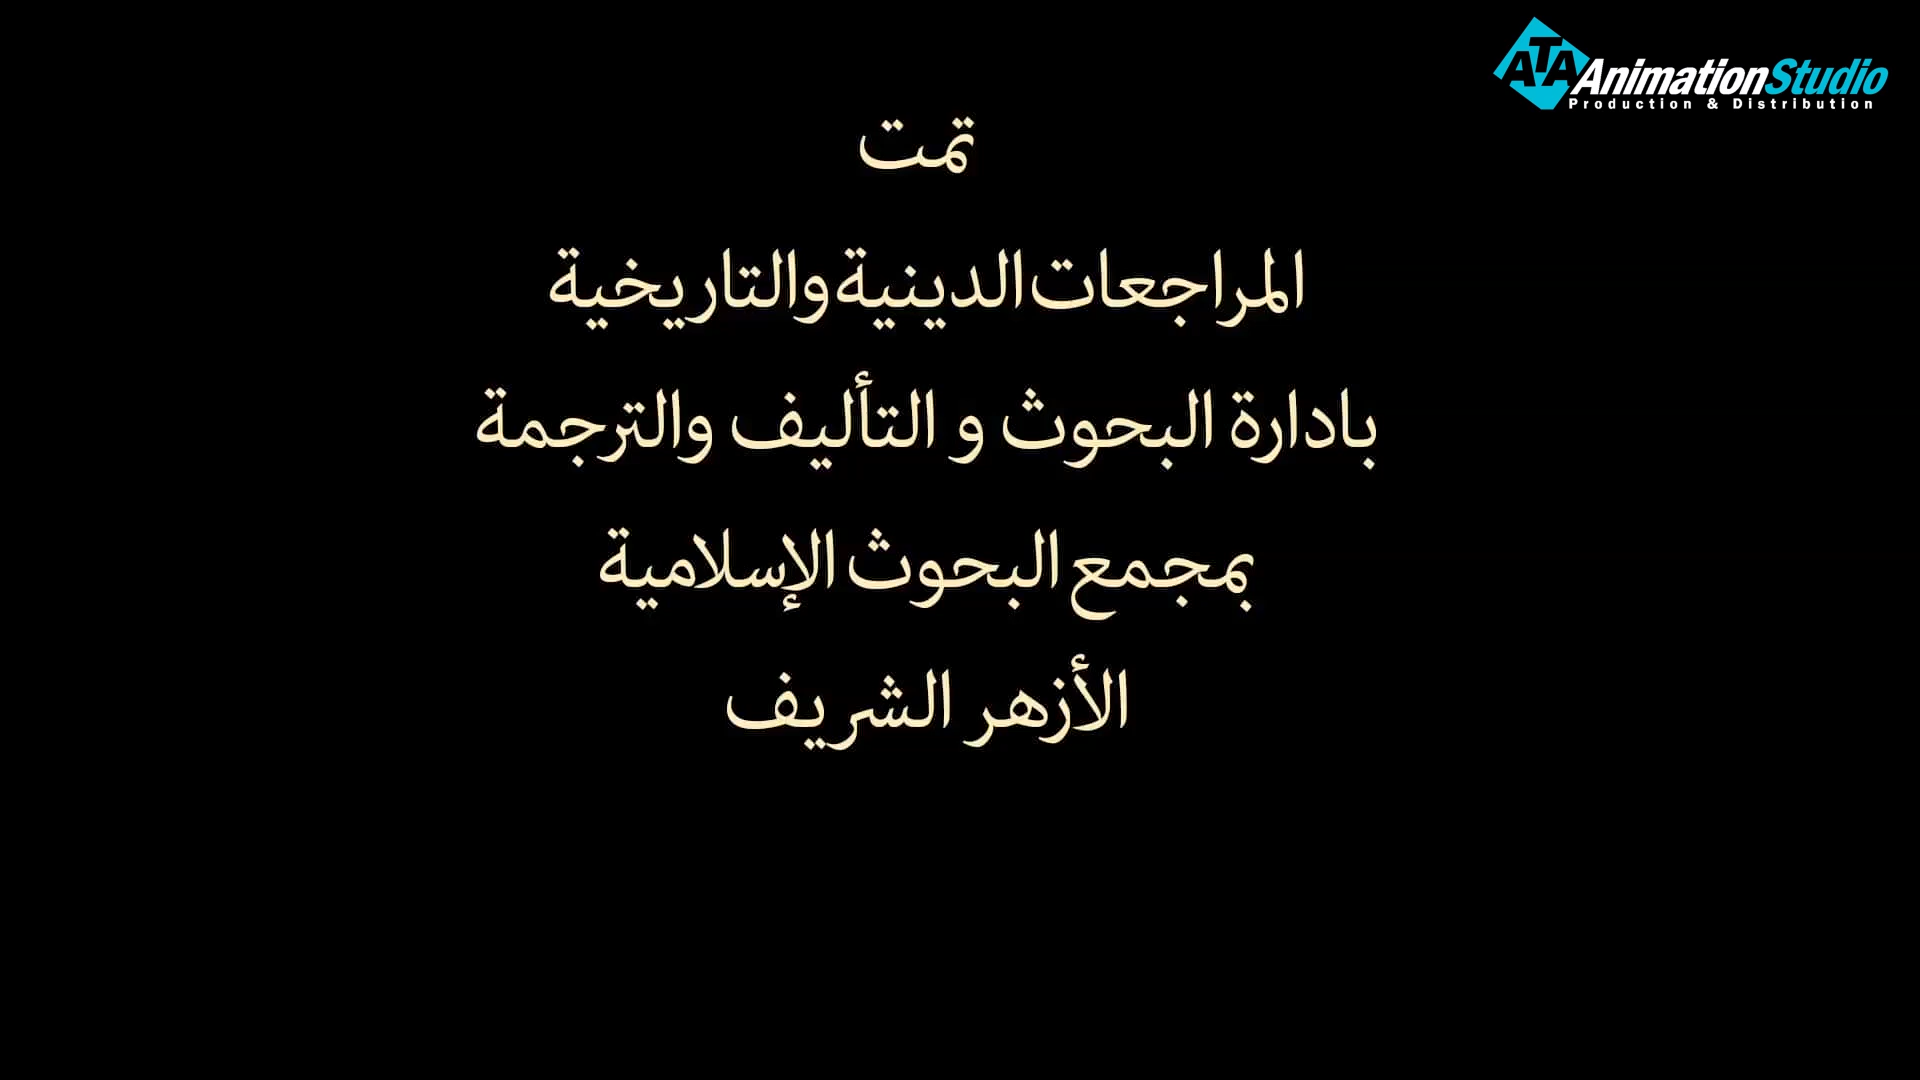 ATA AnimationStudio
Production & Distribution
تمت
المراجعات الدينية والتاريخية
بادارة البحوث و التأليف والترجمة
بمجمع البحوث الإسلامية
الأزهر الشريف